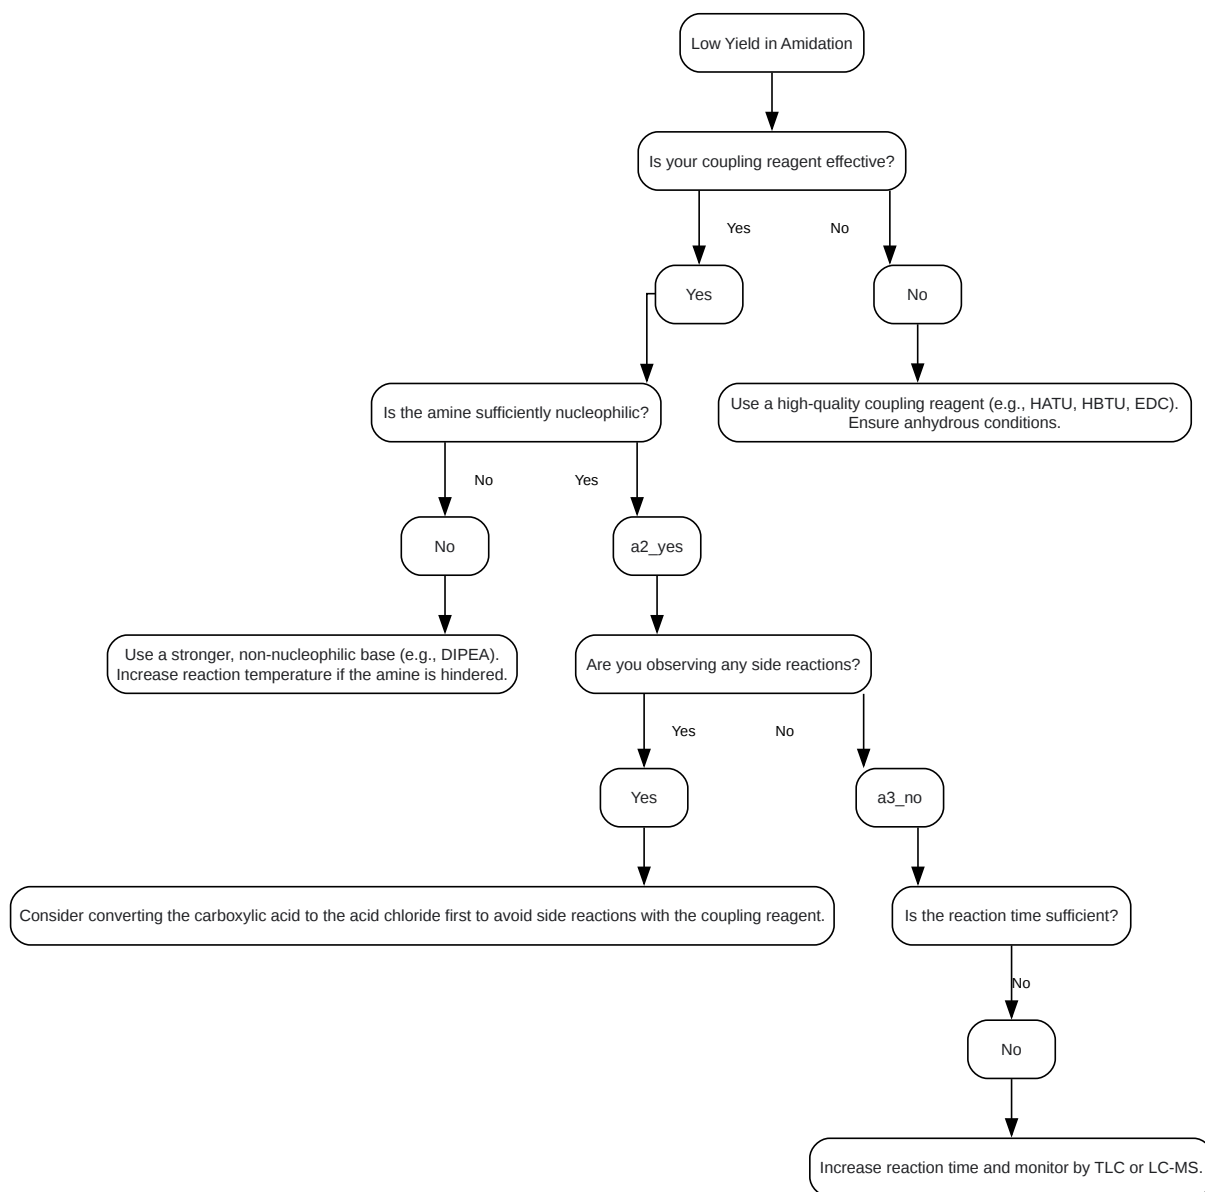 Low Yield in Amidation
Is your coupling reagent effective?
Yes
No
Yes
No
Is the amine sufficiently nucleophilic?
Use a high-quality coupling reagent (e.g., HATU, HBTU, EDC).
Ensure anhydrous conditions.
No
Yes
No
a2_yes
Use a stronger, non-nucleophilic base (e.g., DIPEA).
Increase reaction temperature if the amine is hindered.
Are you observing any side reactions?
Yes
No
Yes
a3_no
Consider converting the carboxylic acid to the acid chloride first to avoid side reactions with the coupling reagent.
Is the reaction time sufficient?
No
No
Increase reaction time and monitor by TLC or LC-MS.